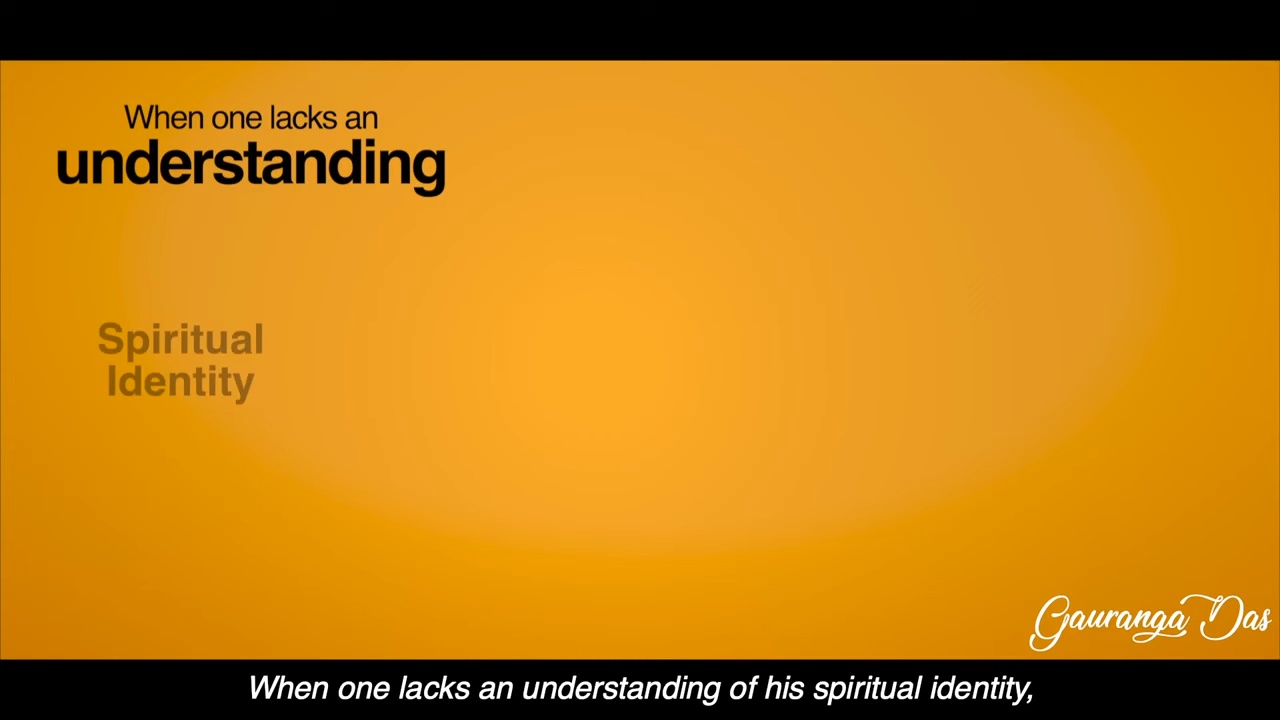 When one lacks an
understanding
Spiritual
Identity
Gauranga Das
When one lacks an understanding of his spiritual identity,